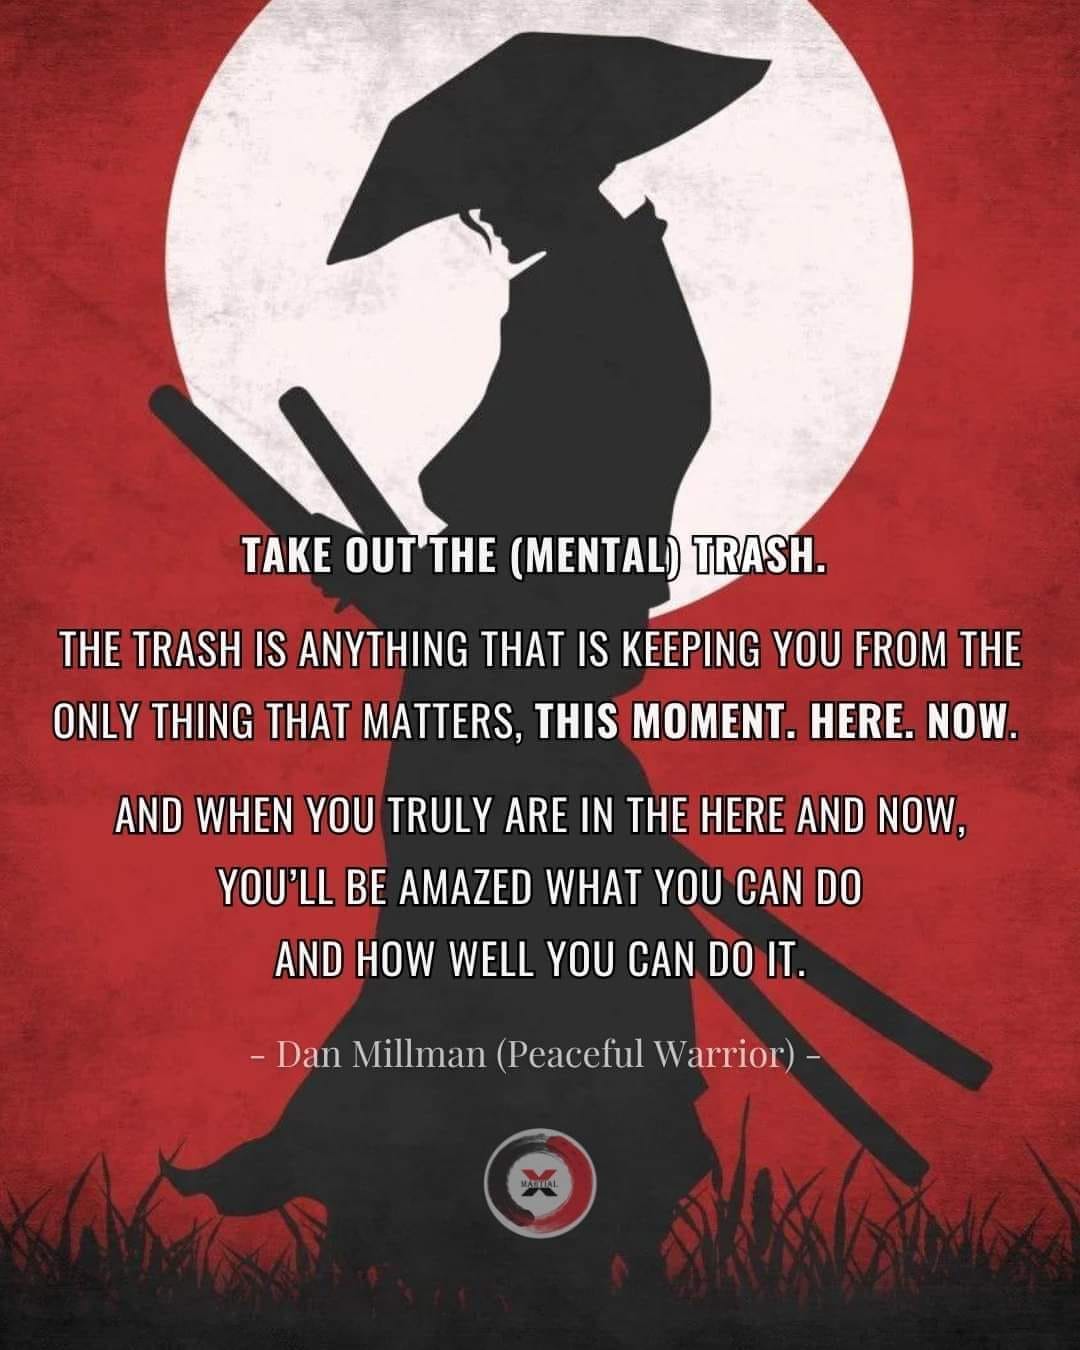 TAKE OUT THE (MENTAL) TRASH.
THE TRASH IS ANYTHING THAT IS KEEPING YOU FROM THE
ONLY THING THAT MATTERS, THIS MOMENT. HERE. NOW.
AND WHEN YOU TRULY ARE IN THE HERE AND NOW,
YOU'LL BE AMAZED WHAT YOU CAN DO
AND HOW WELL YOU CAN DO IT.
- Dan Millman (Peaceful Warrior) -
MARTIAL
X